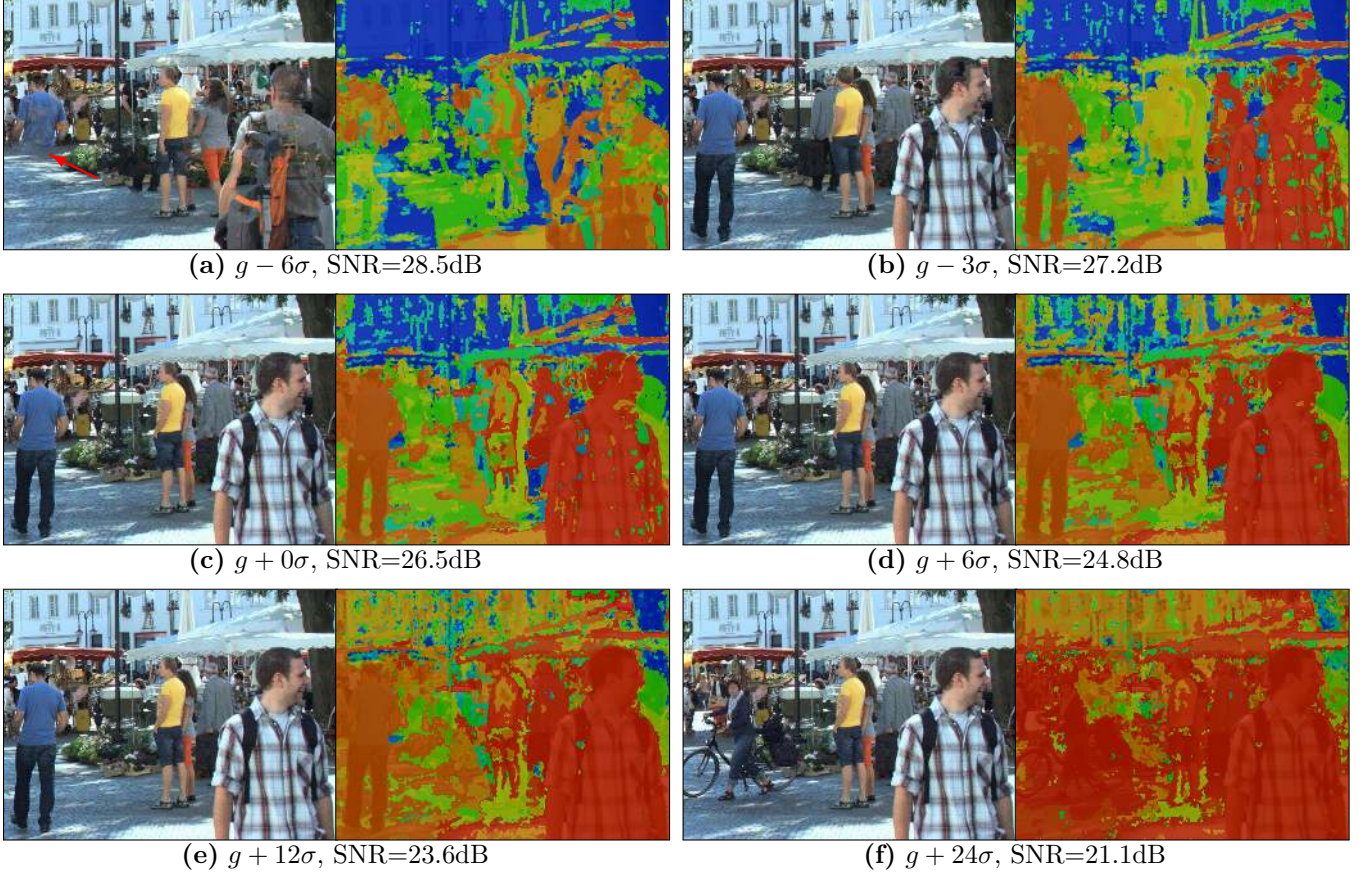 (a) g − 6σ, SNR=28.5dB
(b) g − 3σ, SNR=27.2dB
(c) g + 0σ, SNR=26.5dB
(d) g + 6σ, SNR=24.8dB
(e) g + 12σ, SNR=23.6dB
(f) g + 24σ, SNR=21.1dB